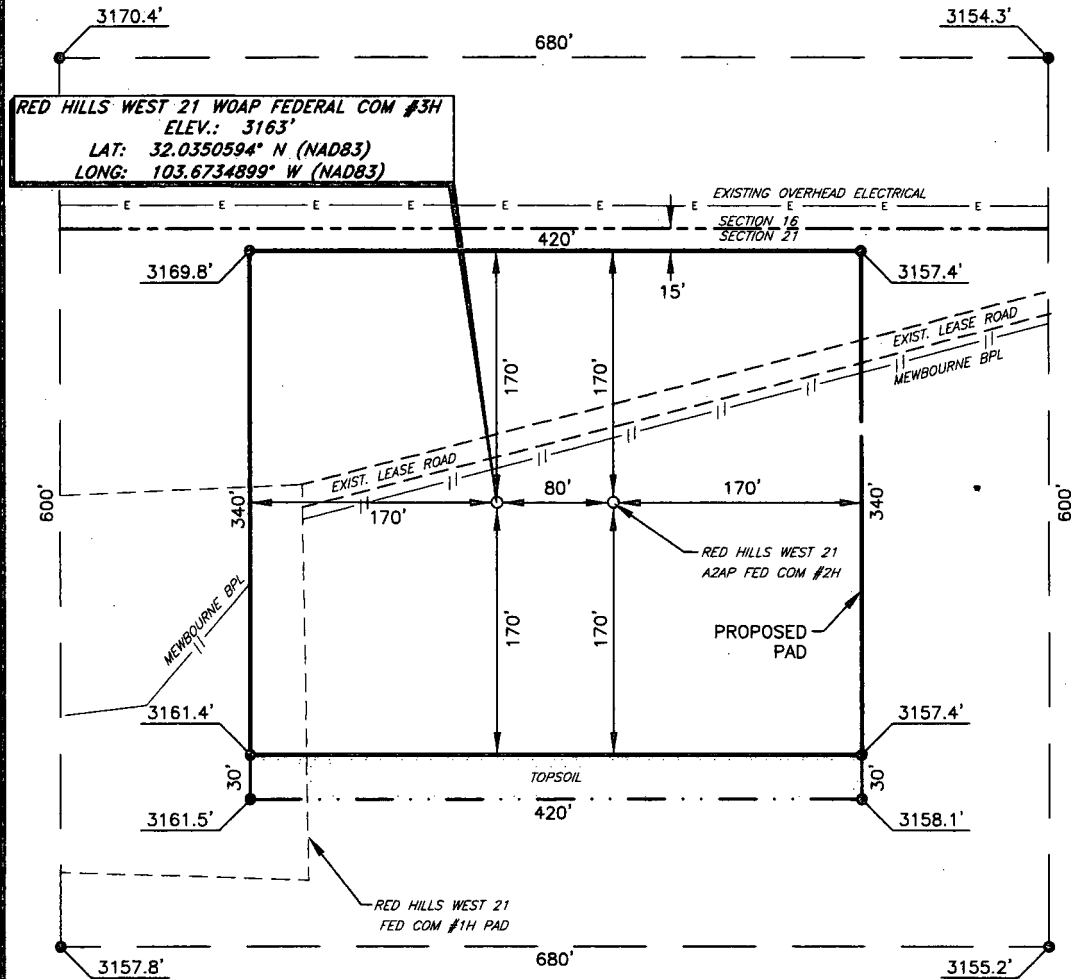 3170.4'
3154.3'
680'
RED HILLS WEST 21 WOAP FEDERAL COM #3H
ELEV.: 3163'
LAT: 32.0350594° N (NAD83)
LONG: 103.6734899° W (NAD83)
EXISTING OVERHEAD ELECTRICAL
E E E E E E E E E E
SECTION 16
SECTION 21
420'
3169.8'
3157.4'
15'
EXIST. LEASE ROAD
MEWBOURNE BPL
170'
170'
EXIST. LEASE ROAD
600'
340'
170'
80'
170'
340'
600'
RED HILLS WEST 21
A2AP FED COM #2H
MEWBOURNE BPL
170'
170'
PROPOSED
PAD
3161.4'
3157.4'
30'
TOPSOIL
30'
420'
3161.5'
3158.1'
RED HILLS WEST 21
FED COM #1H PAD
680'
3157.8'
3155.2'